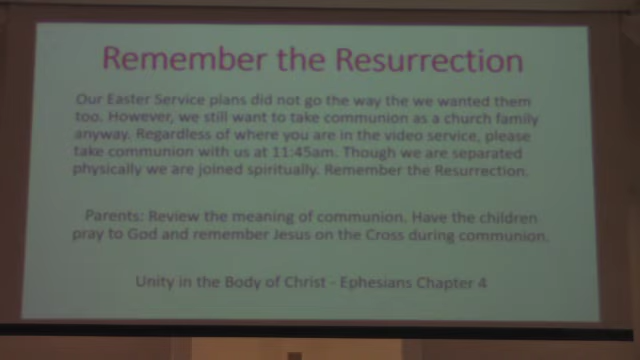 Remember the Resurrection
Our Easter Service plans did not go the way the we wanted them
too. However, we still want to take communion as a church family
anyway. Regardless of where you are in the video service, please
take communion with us at 11:45am. Though we are separated
physically we are joined spiritually. Remember the Resurrection.
Parents: Review the meaning of communion. Have the children
pray to God and remember Jesus on the Cross during communion.
Unity in the Body of Christ - Ephesians Chapter 4